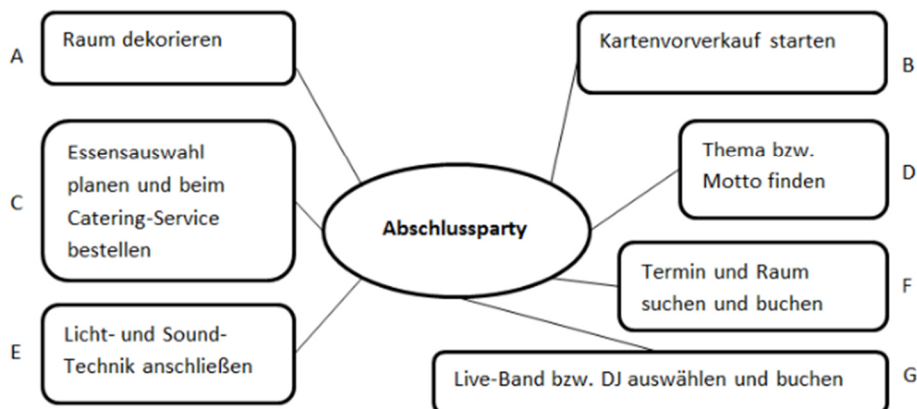 A
Raum dekorieren
Kartenvorverkauf starten
B
C
Essensauswahl
planen und beim
Catering-Service
bestellen
Thema bzw.
Motto finden
D
Abschlussparty
Termin und Raum
suchen und buchen
F
E
Licht- und Sound-
Technik anschließen
Live-Band bzw. DJ auswählen und buchen
G